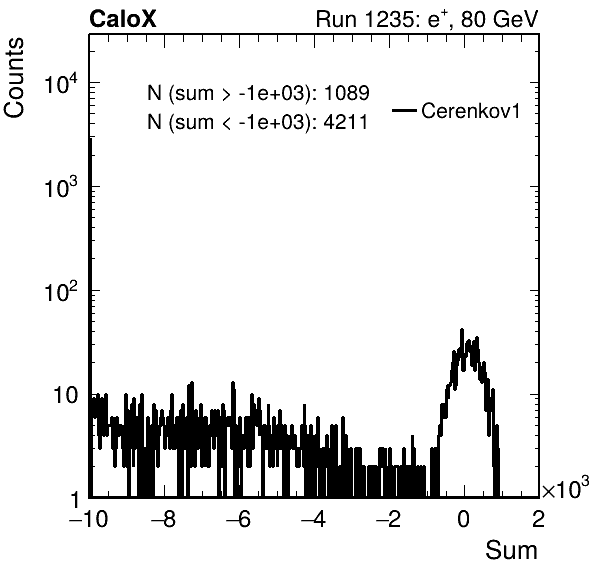 CaloX Run 1235: e⁺, 80 GeV
Counts
N (sum > -1e+03): 1089
N (sum < -1e+03): 4211
Cerenkov1
10⁴
10³
10²
10
1
−10 −8 −6 −4 −2 0 2
×10³
Sum